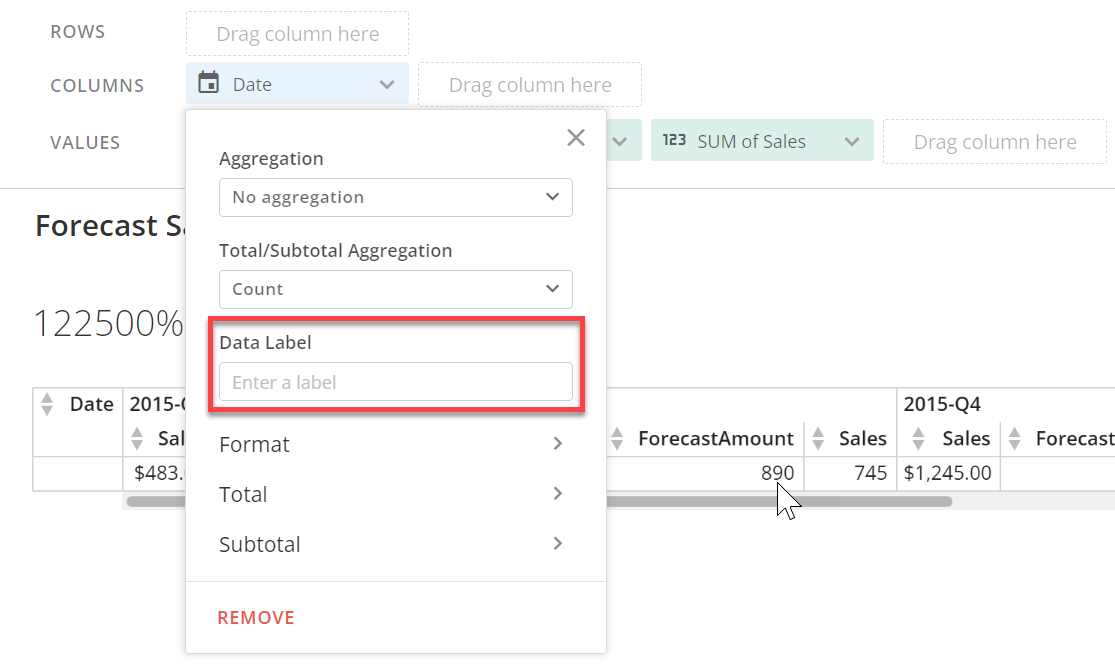 ROWS Drag column here
COLUMNS Date Drag column here
VALUES 123 SUM of Sales Drag column here
Aggregation
No aggregation
Forecast
Total/Subtotal Aggregation
Count
122500%
Data Label
Enter a label
Date 2015- 2015-Q4
ForecastAmount Sales Sales Forecast
$483. 890 745 $1,245.00
Format
Total
Subtotal
REMOVE